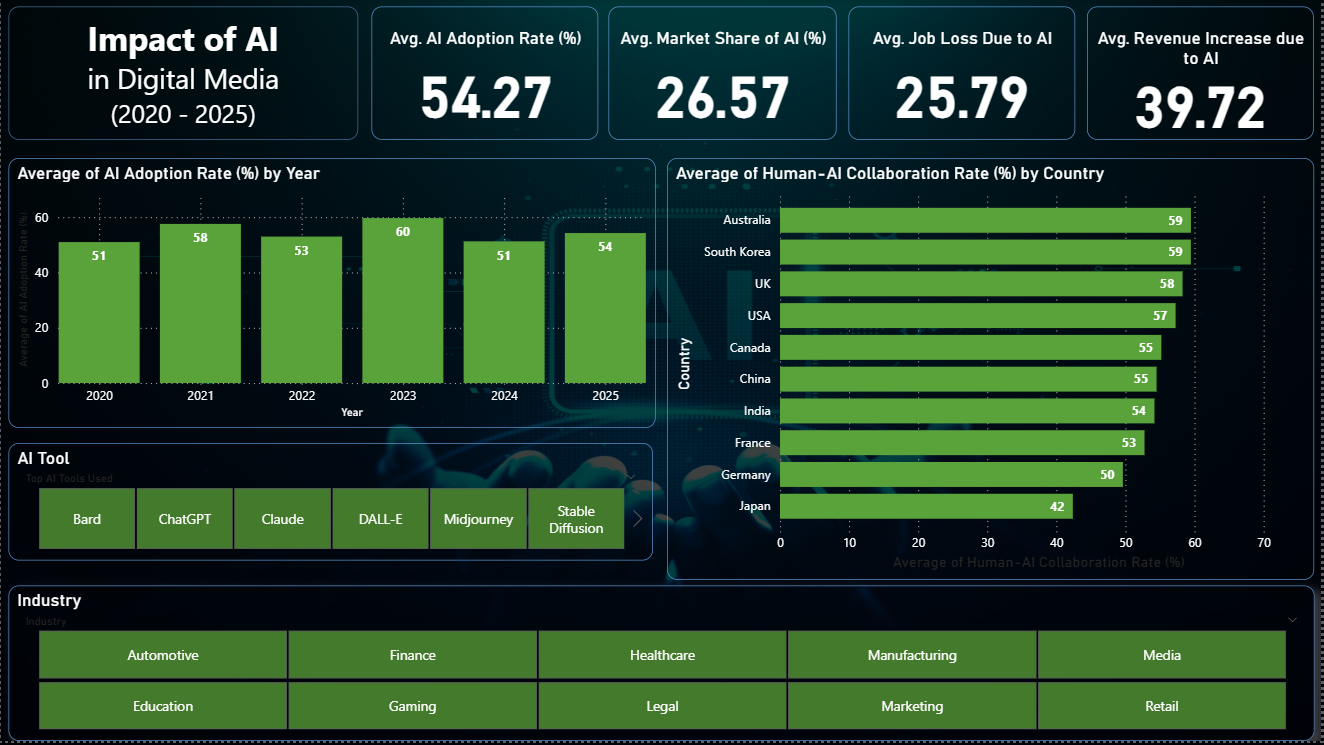 Impact of AI
in Digital Media
(2020 - 2025)
Avg. AI Adoption Rate (%)
54.27
Avg. Market Share of AI (%)
26.57
Avg. Job Loss Due to AI
25.79
Avg. Revenue Increase due
to AI
39.72
Average of AI Adoption Rate (%) by Year
Average of AI Adoption Rate (%)
60
40
20
0
51
58
53
60
51
54
2020
2021
2022
2023
2024
2025
Year
Average of Human-AI Collaboration Rate (%) by Country
Country
Australia
59
South Korea
59
UK
58
USA
57
Canada
55
China
55
India
54
France
53
Germany
50
Japan
42
0
10
20
30
40
50
60
70
Average of Human-AI Collaboration Rate (%)
AI
AI Tool
Top AI Tools Used
Bard
ChatGPT
Claude
DALL-E
Midjourney
Stable
Diffusion
Industry
Industry
Automotive
Finance
Healthcare
Manufacturing
Media
Education
Gaming
Legal
Marketing
Retail